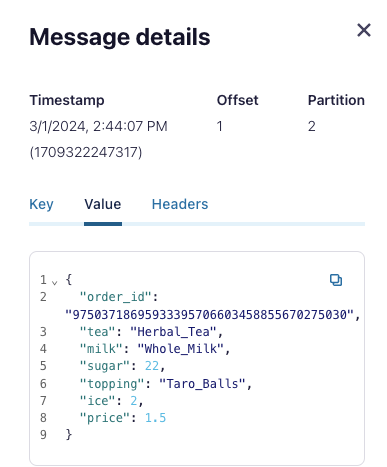 Message details
Timestamp Offset Partition
3/1/2024, 2:44:07 PM 1 2
(1709322247317)
Key Value Headers
1 {
2 "order_id":
"97503718695933395706603458855670275030",
3 "tea": "Herbal_Tea",
4 "milk": "Whole_Milk",
5 "sugar": 22,
6 "topping": "Taro_Balls",
7 "ice": 2,
8 "price": 1.5
9 }